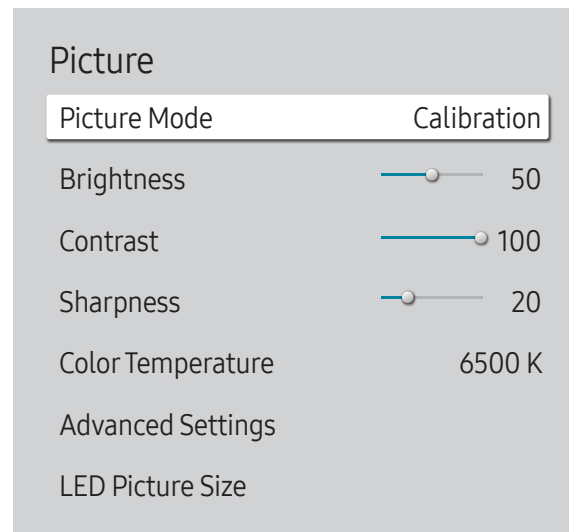 Picture
Picture Mode Calibration
Brightness 50
Contrast 100
Sharpness 20
Color Temperature 6500 K
Advanced Settings
LED Picture Size